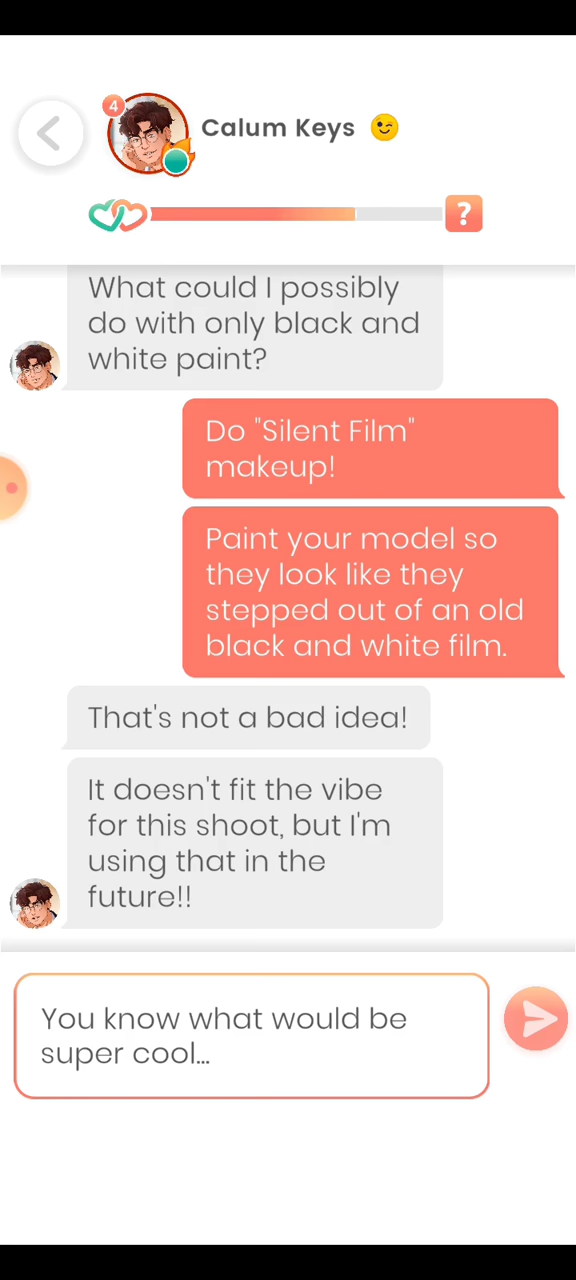 4
Calum Keys 😉
?
What could I possibly
do with only black and
white paint?
Do "Silent Film"
makeup!
Paint your model so
they look like they
stepped out of an old
black and white film.
That's not a bad idea!
It doesn't fit the vibe
for this shoot, but I'm
using that in the
future!!
You know what would be
super cool...